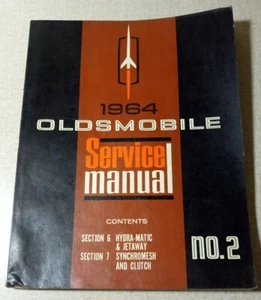 1964
OLDSMOBILE
Service
manual
CONTENTS
SECTION 6 HYDRA-MATIC
& JETAWAY
SECTION 7 SYNCHROMESH
AND CLUTCH
no.2